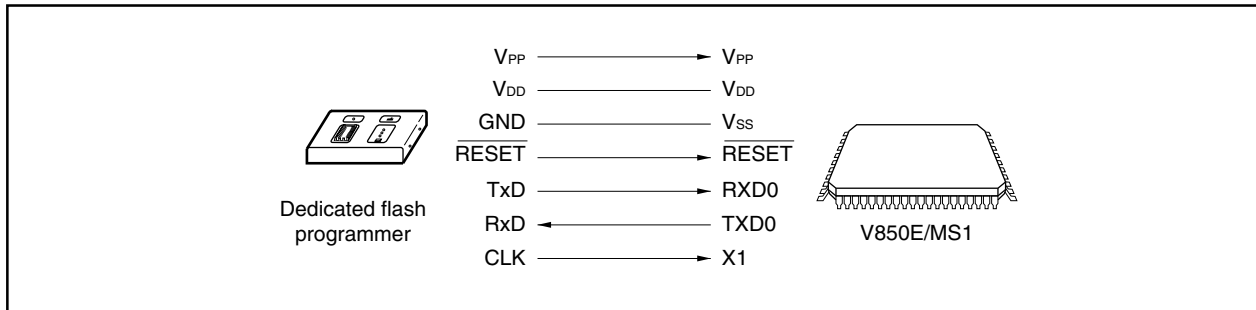 VPP VPP
VDD VDD
GND VSS
RESET RESET
TxD RXD0
RxD TXD0
CLK X1
Dedicated flash
programmer
V850E/MS1